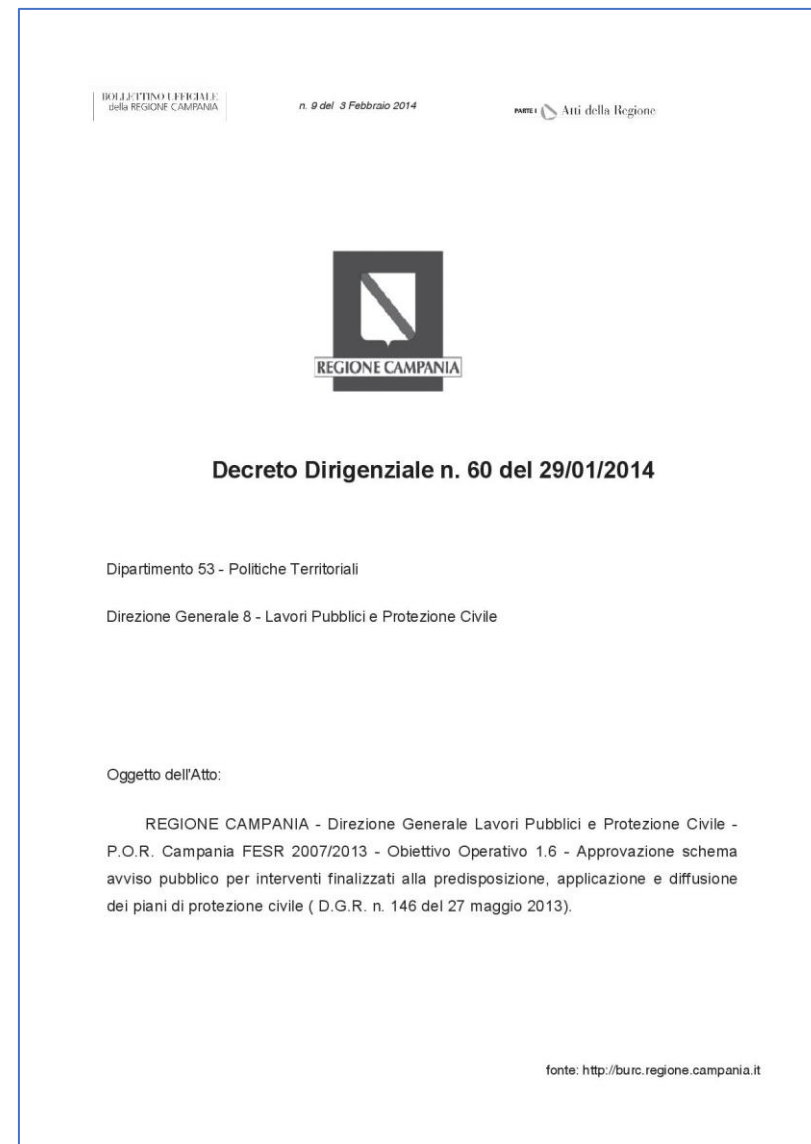 BOLLETTINO UFFICIALE
della REGIONE CAMPANIA
n. 9 del 3 Febbraio 2014
PARTE I Atti della Regione
REGIONE CAMPANIA
Decreto Dirigenziale n. 60 del 29/01/2014
Dipartimento 53 - Politiche Territoriali
Direzione Generale 8 - Lavori Pubblici e Protezione Civile
Oggetto dell'Atto:
REGIONE CAMPANIA - Direzione Generale Lavori Pubblici e Protezione Civile -
P.O.R. Campania FESR 2007/2013 - Obiettivo Operativo 1.6 - Approvazione schema
avviso pubblico per interventi finalizzati alla predisposizione, applicazione e diffusione
dei piani di protezione civile ( D.G.R. n. 146 del 27 maggio 2013).
fonte: http://burc.regione.campania.it